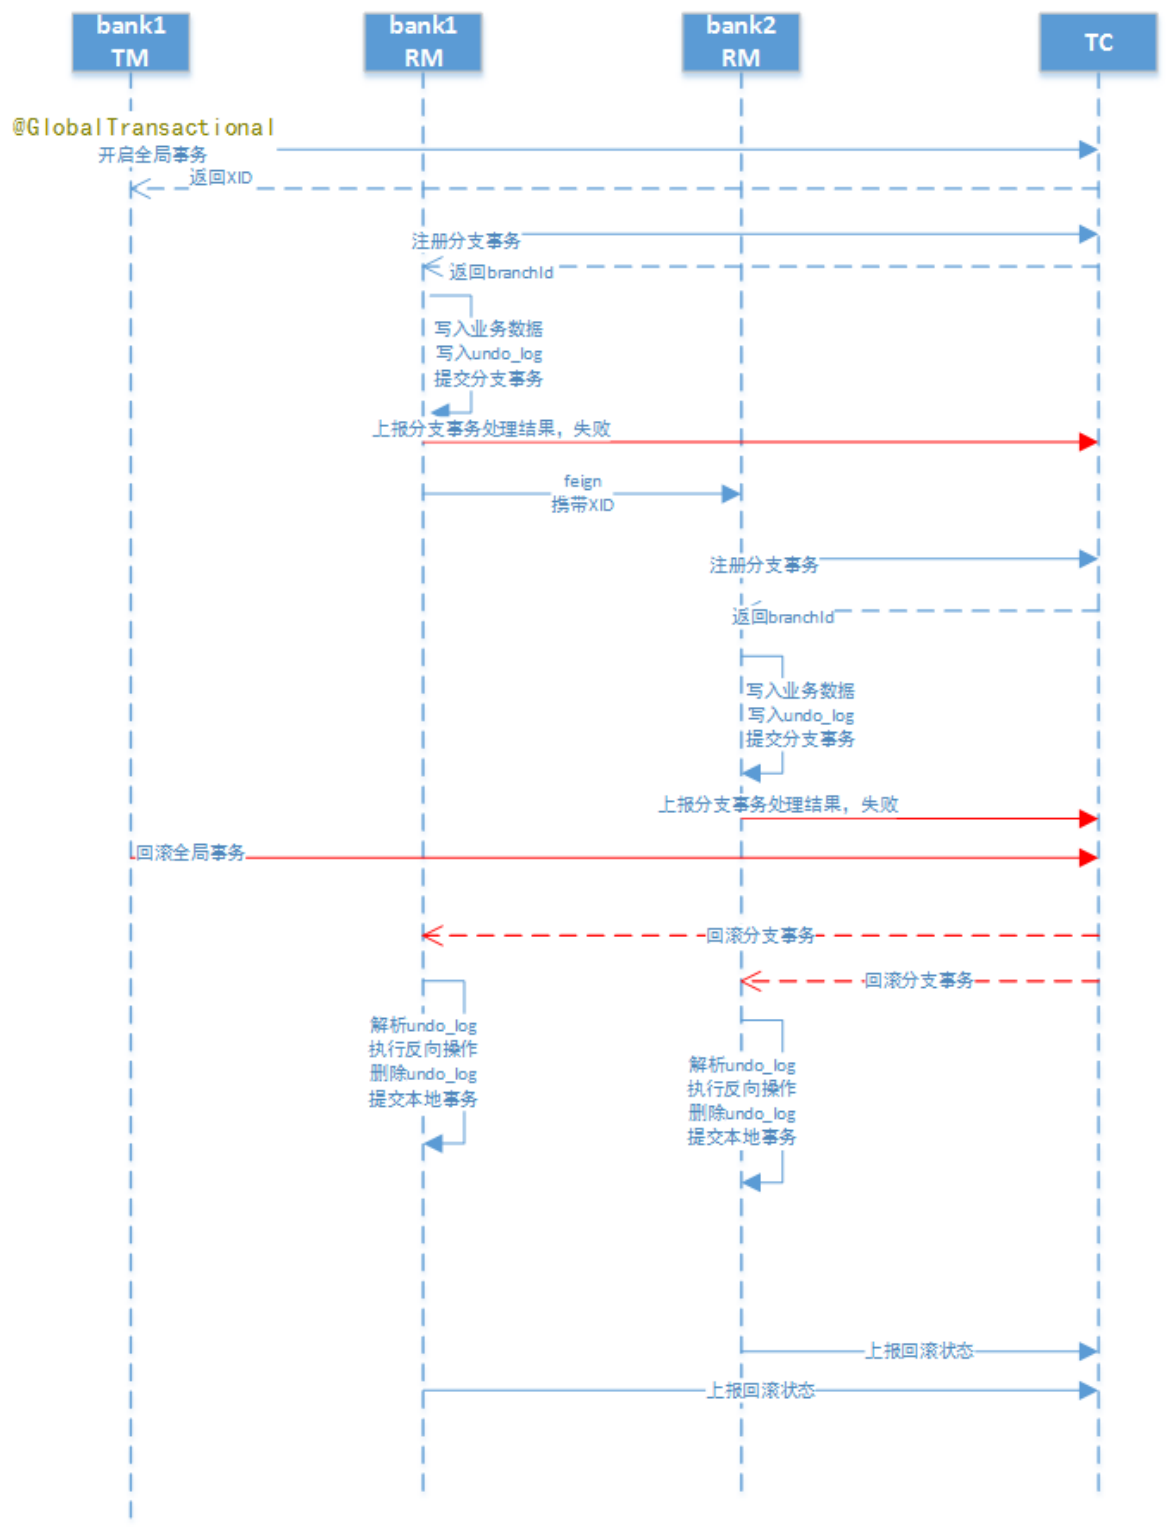 bank1
TM
bank1
RM
bank2
RM
TC
@GlobalTransactional
开启全局事务
返回XID
注册分支事务
返回branchId
写入业务数据
写入undo_log
提交分支事务
上报分支事务处理结果，失败
feign
携带XID
注册分支事务
返回branchId
写入业务数据
写入undo_log
提交分支事务
上报分支事务处理结果，失败
回滚全局事务
回滚分支事务
回滚分支事务
解析undo_log
执行反向操作
删除undo_log
提交本地事务
解析undo_log
执行反向操作
删除undo_log
提交本地事务
上报回滚状态
上报回滚状态